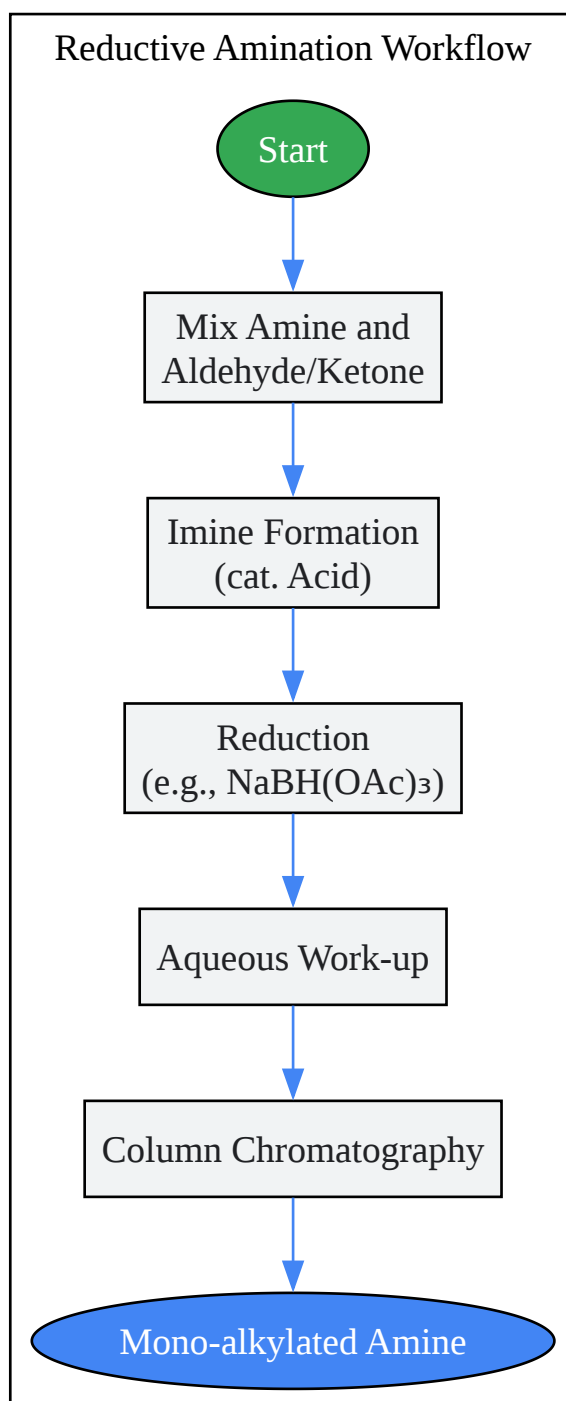 Reductive Amination Workflow
Start
Mix Amine and
Aldehyde/Ketone
Imine Formation
(cat. Acid)
Reduction
(e.g., NaBH(OAc)₃)
Aqueous Work-up
Column Chromatography
Mono-alkylated Amine